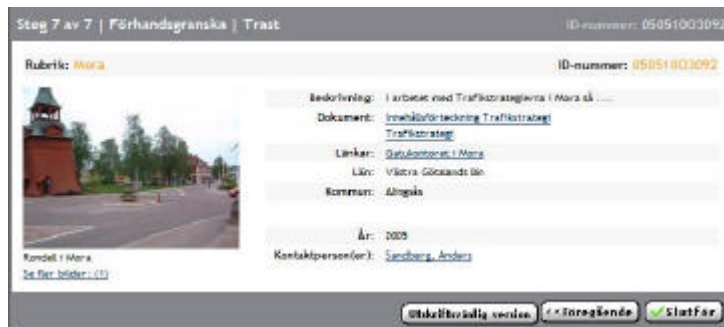 Steg 7 av 7 | Förhandsgranska | Trast
ID-nummer: 05051003092
Rubrik: Mora
ID-nummer: 05051003092
Beskrivning: I arbetet med Trafikstrategierna i Mora så .....
Dokument: Innehållsförteckning Trafikstrategi
Trafikstrategi
Länkar: Gatukontoret i Mora
Län: Västra Götalands län
Kommun: Alingsås
År: 2005
Rondell i Mora
Kontaktperson(er): Sandberg, Anders
Se fler bilder: (1)
Utskriftsvänlig version
<< Föregående
Slutför